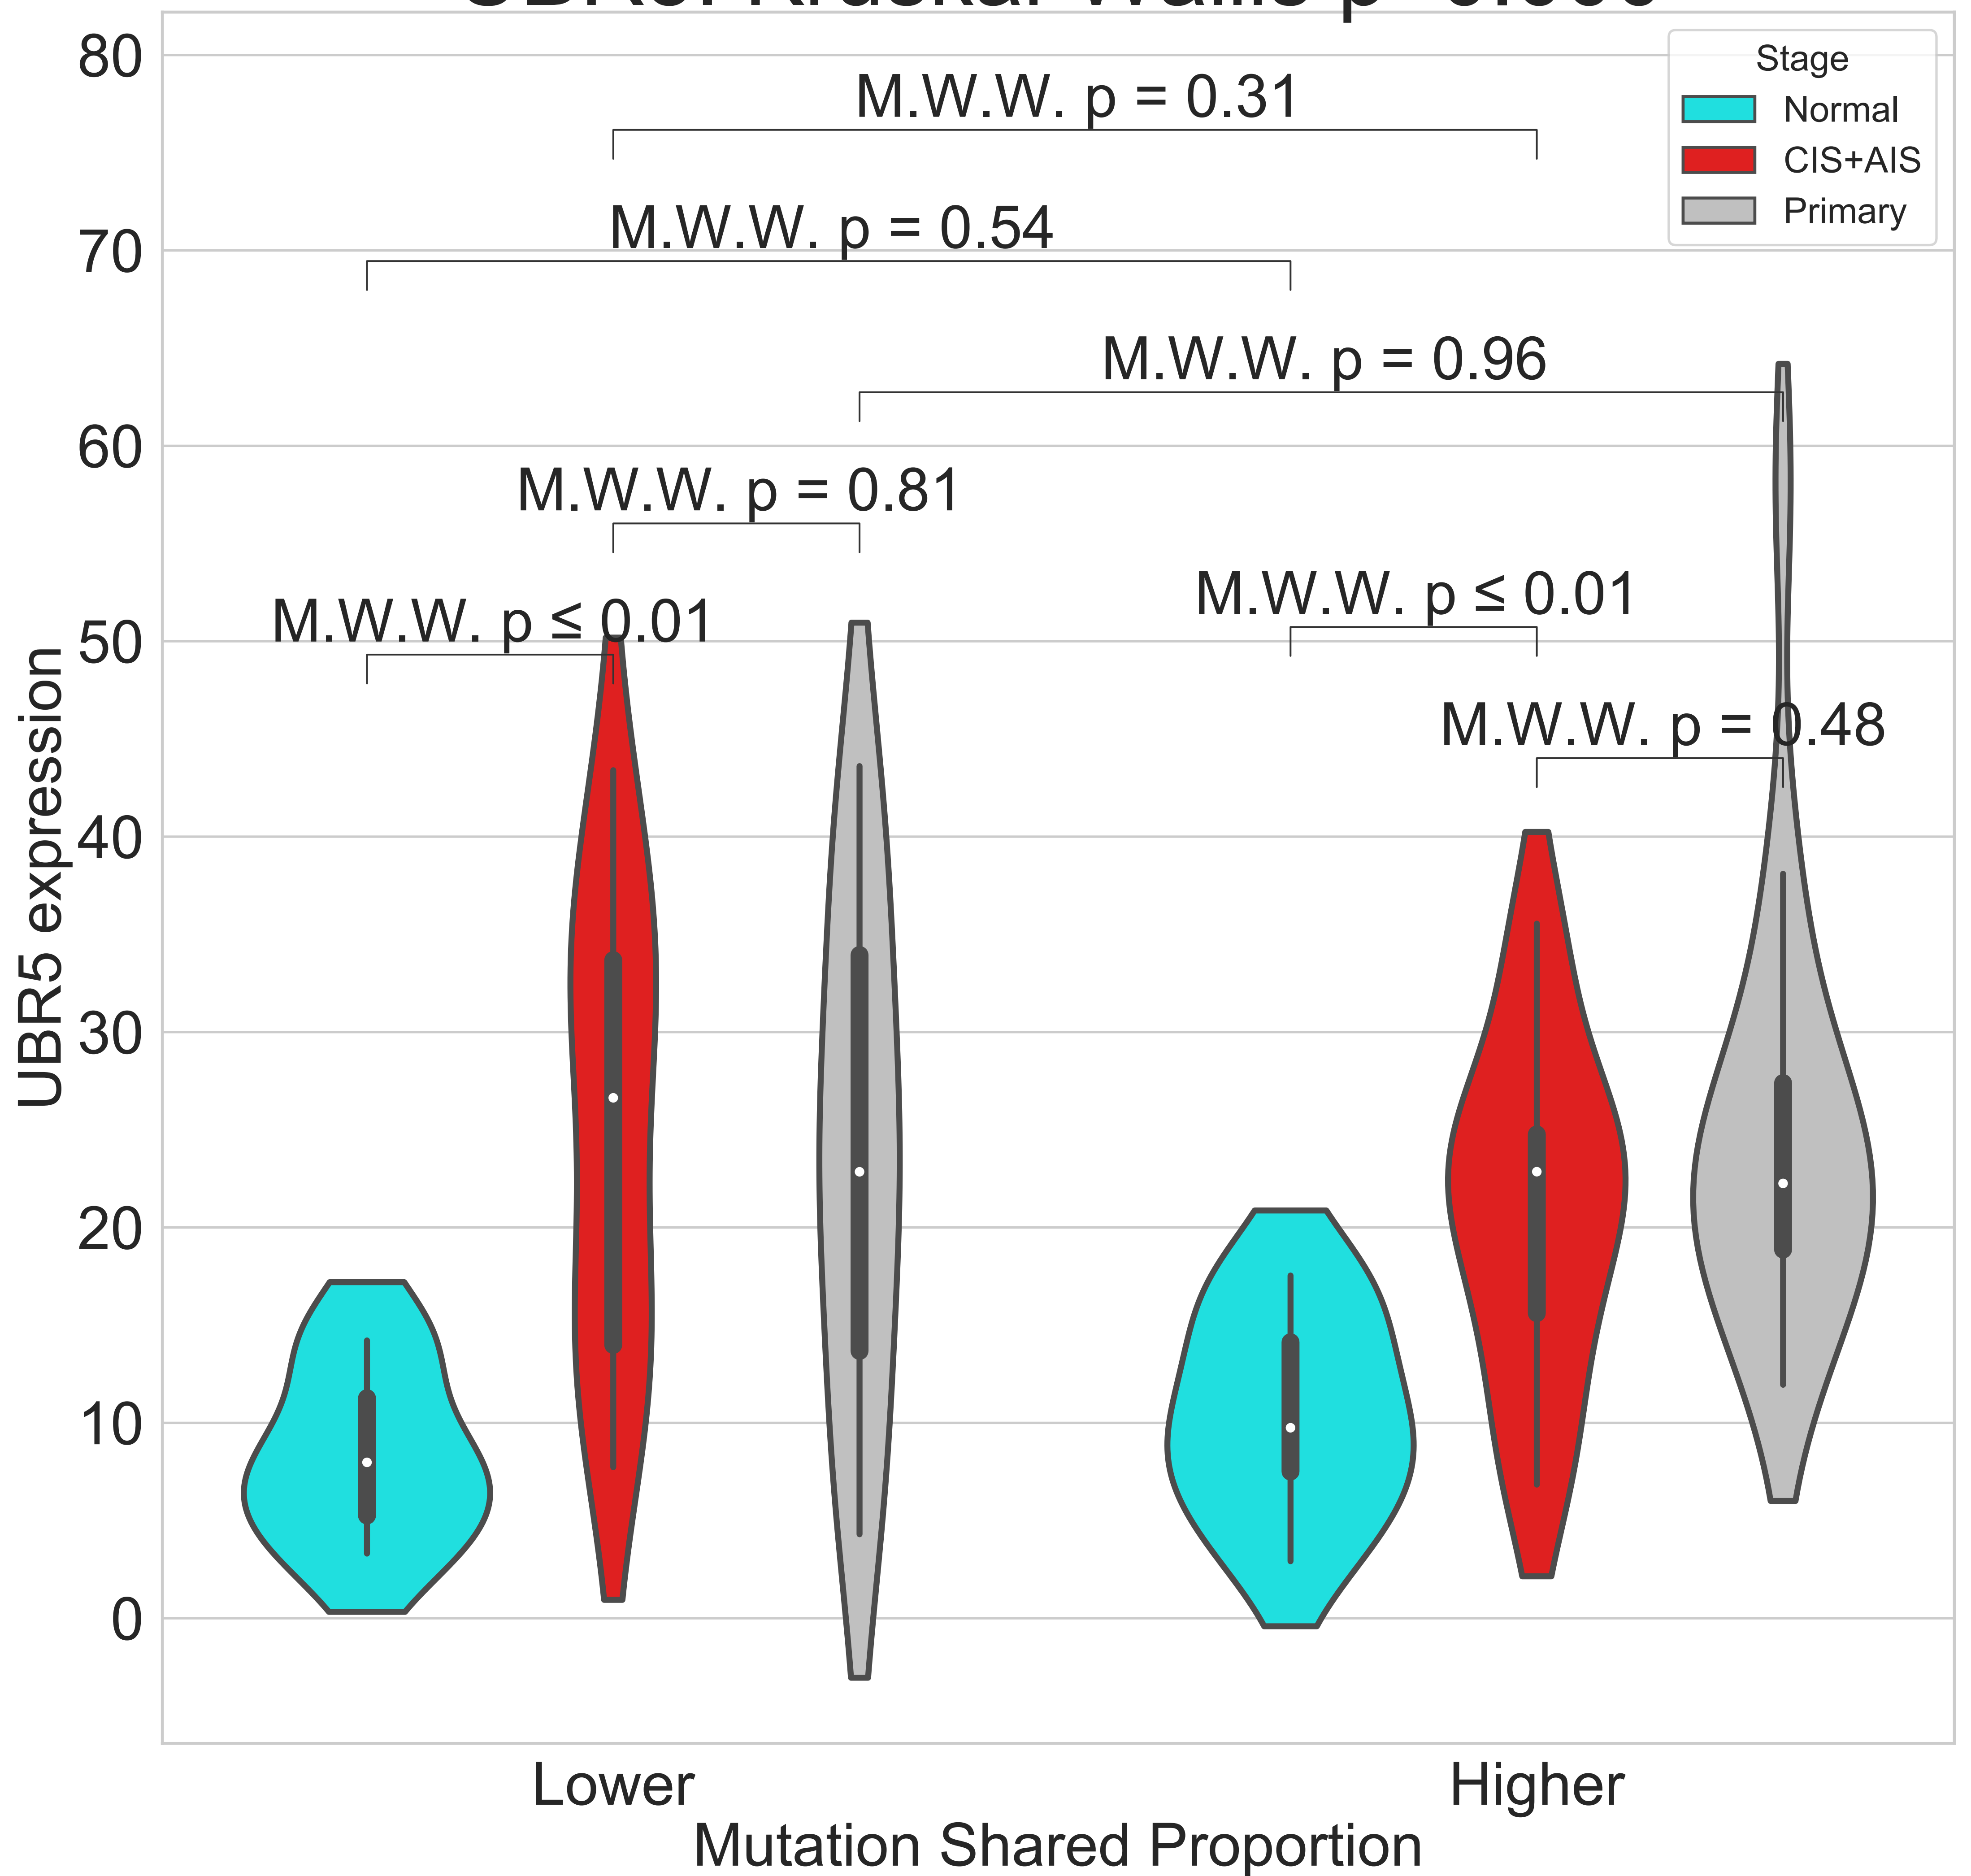 80
70
60
50
40
30
20
10
0
UBR5 expression
M.W.W. p = 0.31
M.W.W. p = 0.54
M.W.W. p = 0.96
M.W.W. p = 0.81
M.W.W. p ≤ 0.01
M.W.W. p ≤ 0.01
M.W.W. p = 0.48
Stage
Normal
CIS+AIS
Primary
Lower
Higher
Mutation Shared Proportion